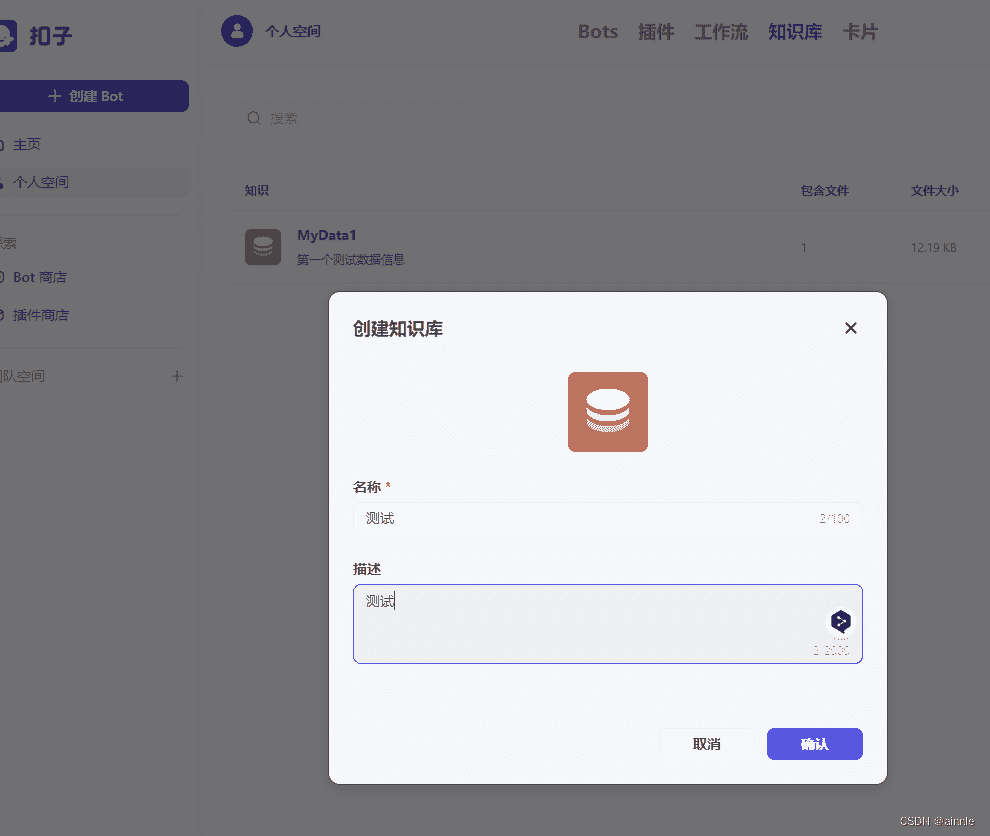 扣子
个人空间
Bots 插件 工作流 知识库 卡片
创建 Bot
搜索
主页
个人空间
知识 包含文件 文件大小
索
MyData1 1 12.19 KB
第一个测试数据信息
Bot 商店
插件商店
队空间
创建知识库
名称 *
测试 2/100
描述
测试
2/2000
取消 确认